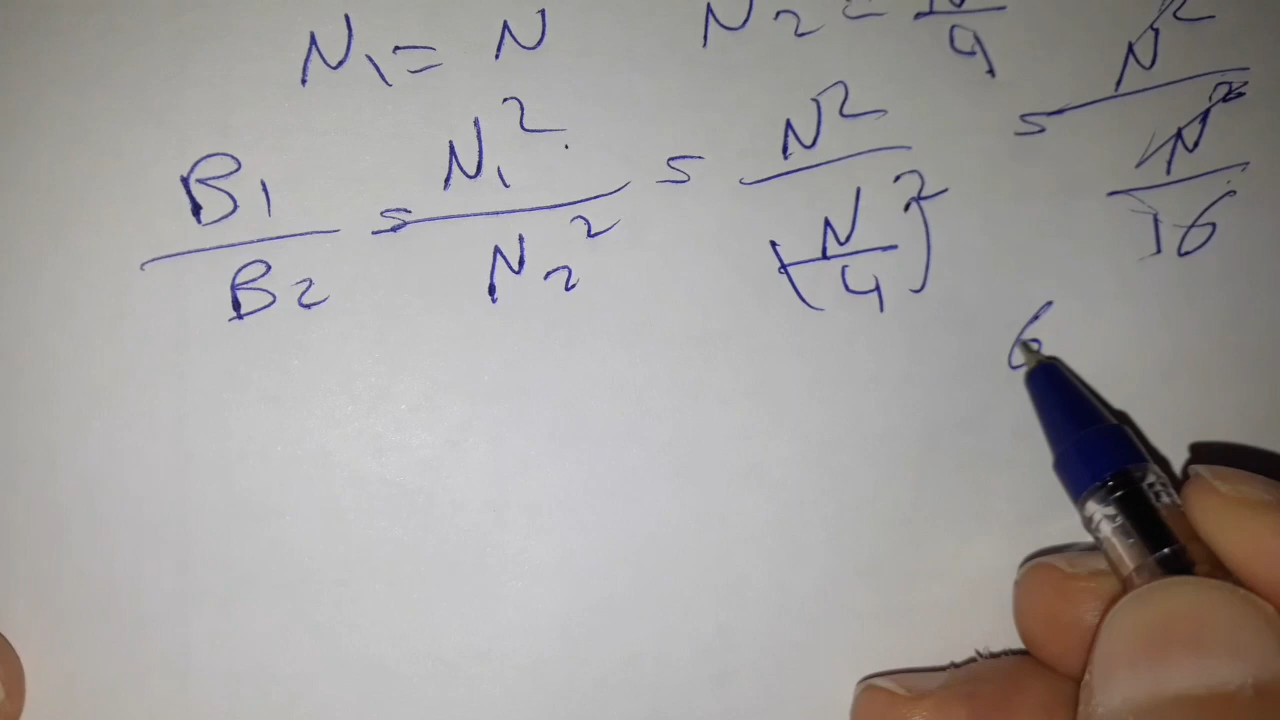 N₁ = N N₂ = N/4
B₁/B₂ = N₁²/N₂² = N²/(N/4)² = N²/(N²/16)
6